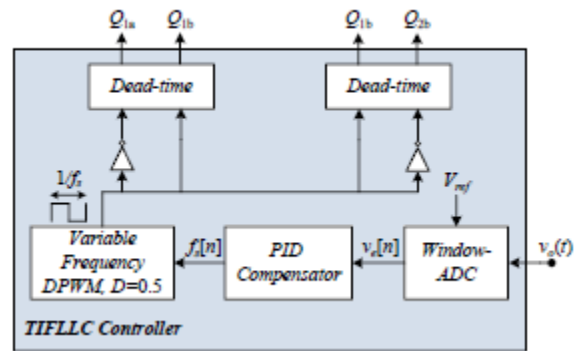 Q1a Q1b Q1b Q2b
Dead-time Dead-time
1/fs
Vref
Variable
Frequency
DPWM, D=0.5
fs[n]
PID
Compensator
ve[n]
Window-
ADC
vo(t)
TIFLLC Controller